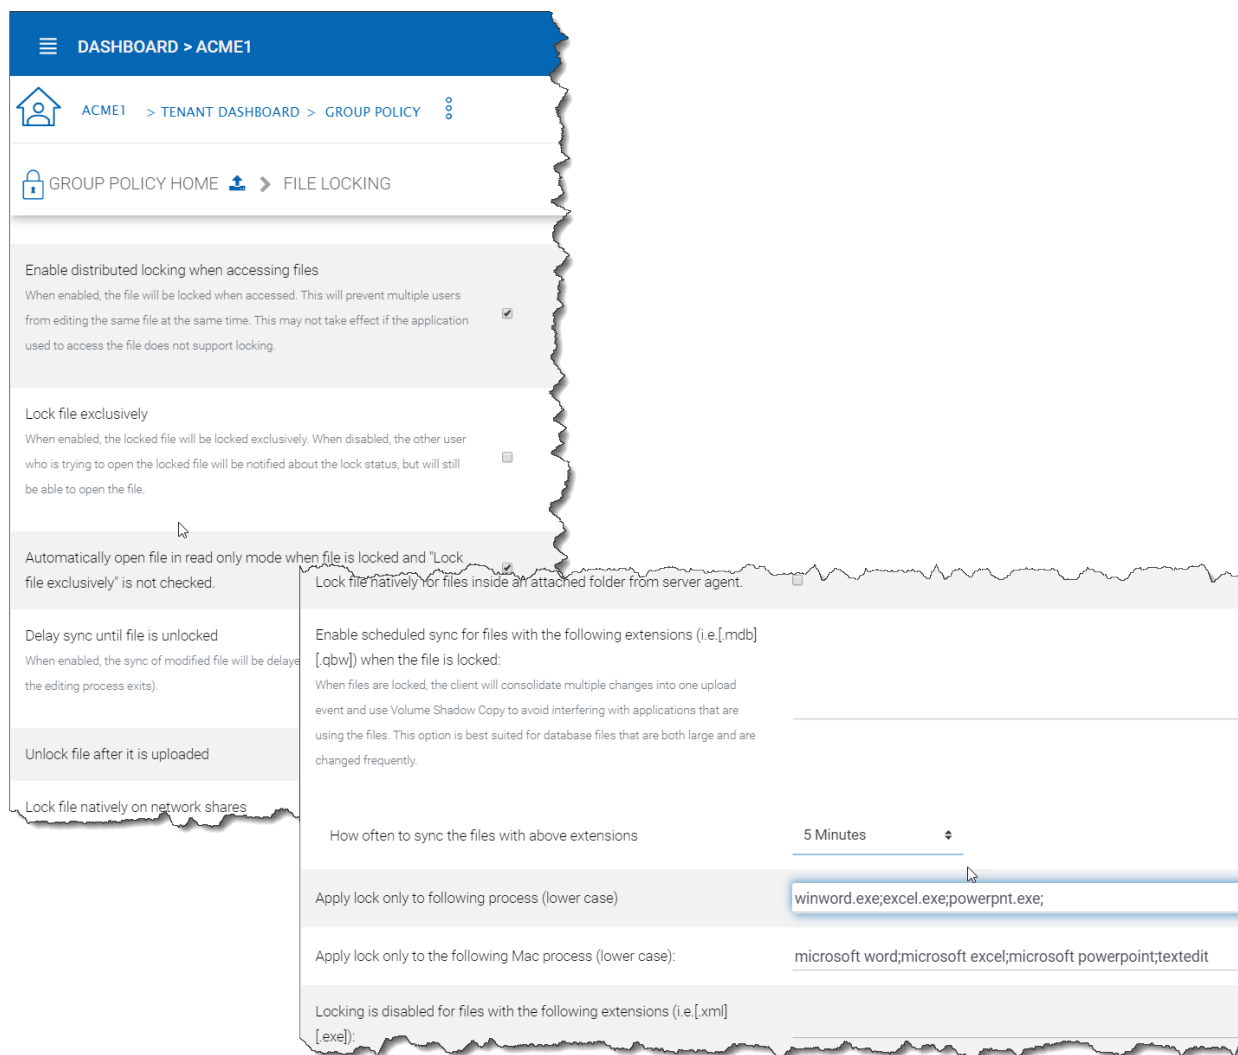 DASHBOARD > ACME1
ACME1 > TENANT DASHBOARD > GROUP POLICY
GROUP POLICY HOME > FILE LOCKING
Enable distributed locking when accessing files
When enabled, the file will be locked when accessed. This will prevent multiple users
from editing the same file at the same time. This may not take effect if the application
used to access the file does not support locking.
Lock file exclusively
When enabled, the locked file will be locked exclusively. When disabled, the other user
who is trying to open the locked file will be notified about the lock status, but will still
be able to open the file.
Automatically open file in read only mode when file is locked and "Lock
file exclusively" is not checked.
Delay sync until file is unlocked
When enabled, the sync of modified file will be delaye
the editing process exits).
Unlock file after it is uploaded
Lock file natively on network shares
Lock file natively for files inside an attached folder from server agent.
Enable scheduled sync for files with the following extensions (i.e.[.mdb]
[.qbw]) when the file is locked:
When files are locked, the client will consolidate multiple changes into one upload
event and use Volume Shadow Copy to avoid interfering with applications that are
using the files. This option is best suited for database files that are both large and are
changed frequently.
How often to sync the files with above extensions
5 Minutes
Apply lock only to following process (lower case)
winword.exe;excel.exe;powerpnt.exe;
Apply lock only to the following Mac process (lower case):
microsoft word;microsoft excel;microsoft powerpoint;textedit
Locking is disabled for files with the following extensions (i.e.[.xml]
[.exe]):